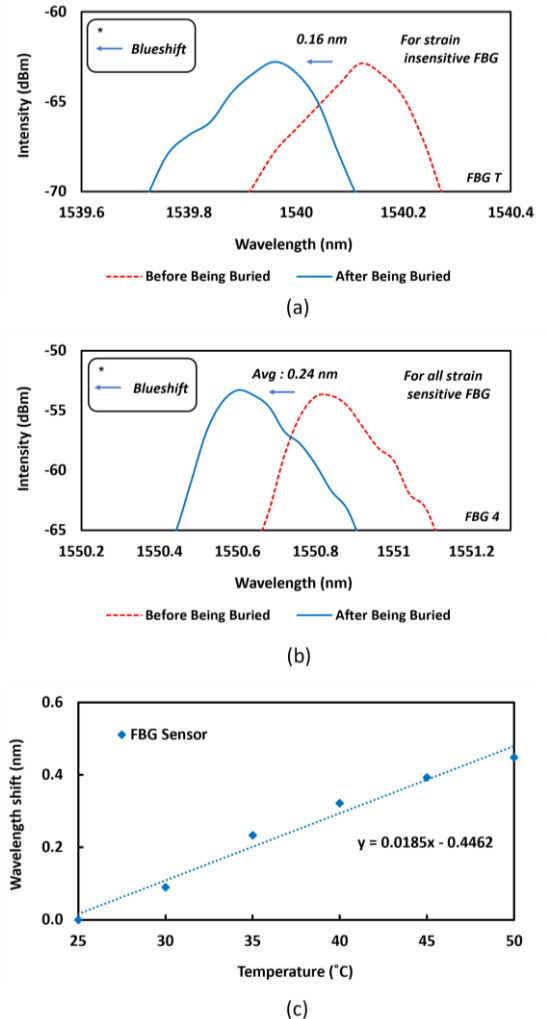 -60
*
Blueshift
0.16 nm
For strain
insensitive FBG
-65
Intensity (dBm)
FBG T
-70
1539.6 1539.8 1540 1540.2 1540.4
Wavelength (nm)
Before Being Buried After Being Buried
(a)
-50
*
Blueshift
Avg : 0.24 nm
For all strain
sensitive FBG
-55
Intensity (dBm)
-60
FBG 4
-65
1550.2 1550.4 1550.6 1550.8 1551 1551.2
Wavelength (nm)
Before Being Buried After Being Buried
(b)
0.6
FBG Sensor
0.4
Wavelength shift (nm)
y = 0.0185x - 0.4462
0.2
0.0
25 30 35 40 45 50
Temperature (˚C)
(c)